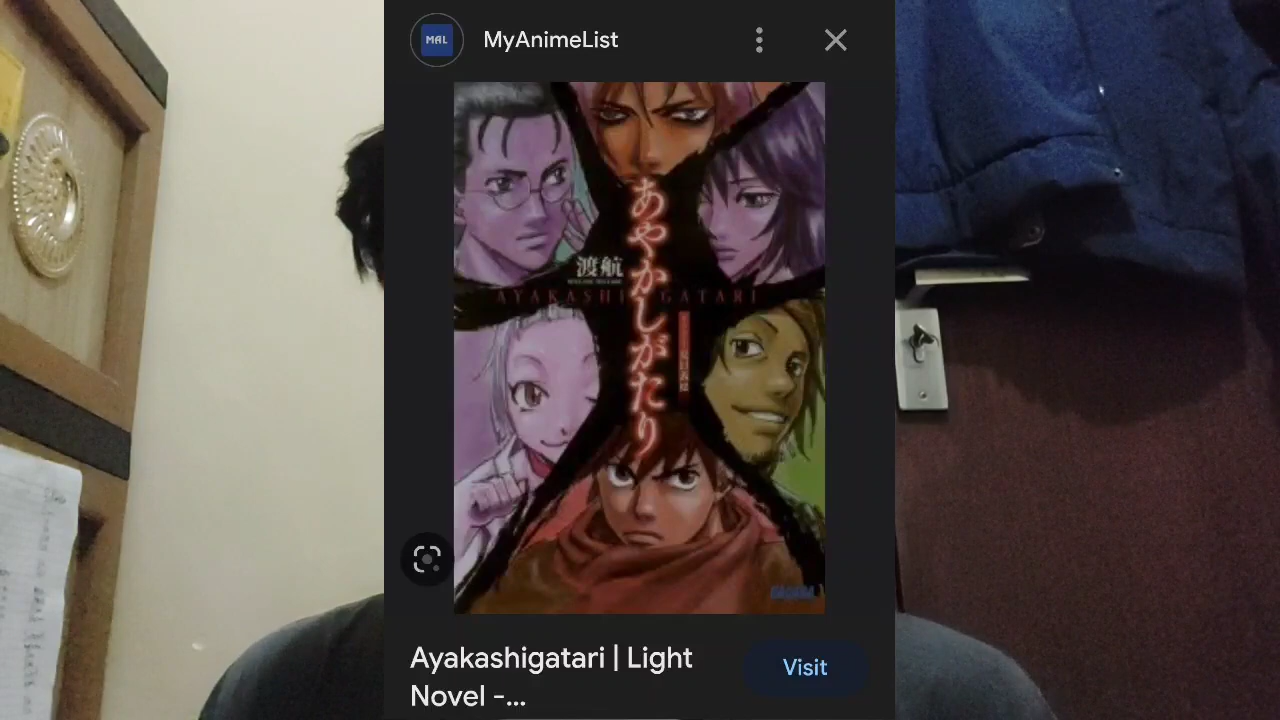 MAL
MyAnimeList
あやかしがたり
渡航
AYAKASHI GATARI
Ayakashigatari | Light
Novel -...
Visit